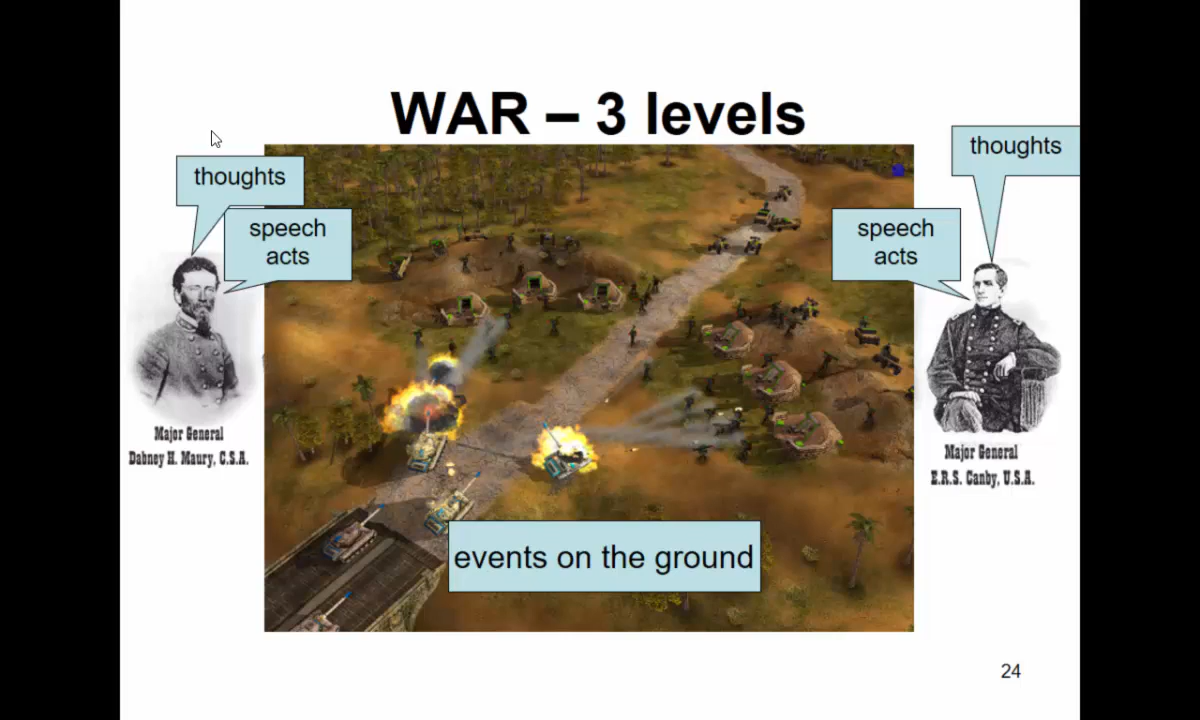 WAR – 3 levels
thoughts
speech
acts
Major General
Dabney H. Maury, C.S.A.
thoughts
speech
acts
Major General
E.R.S. Canby, U.S.A.
events on the ground
24